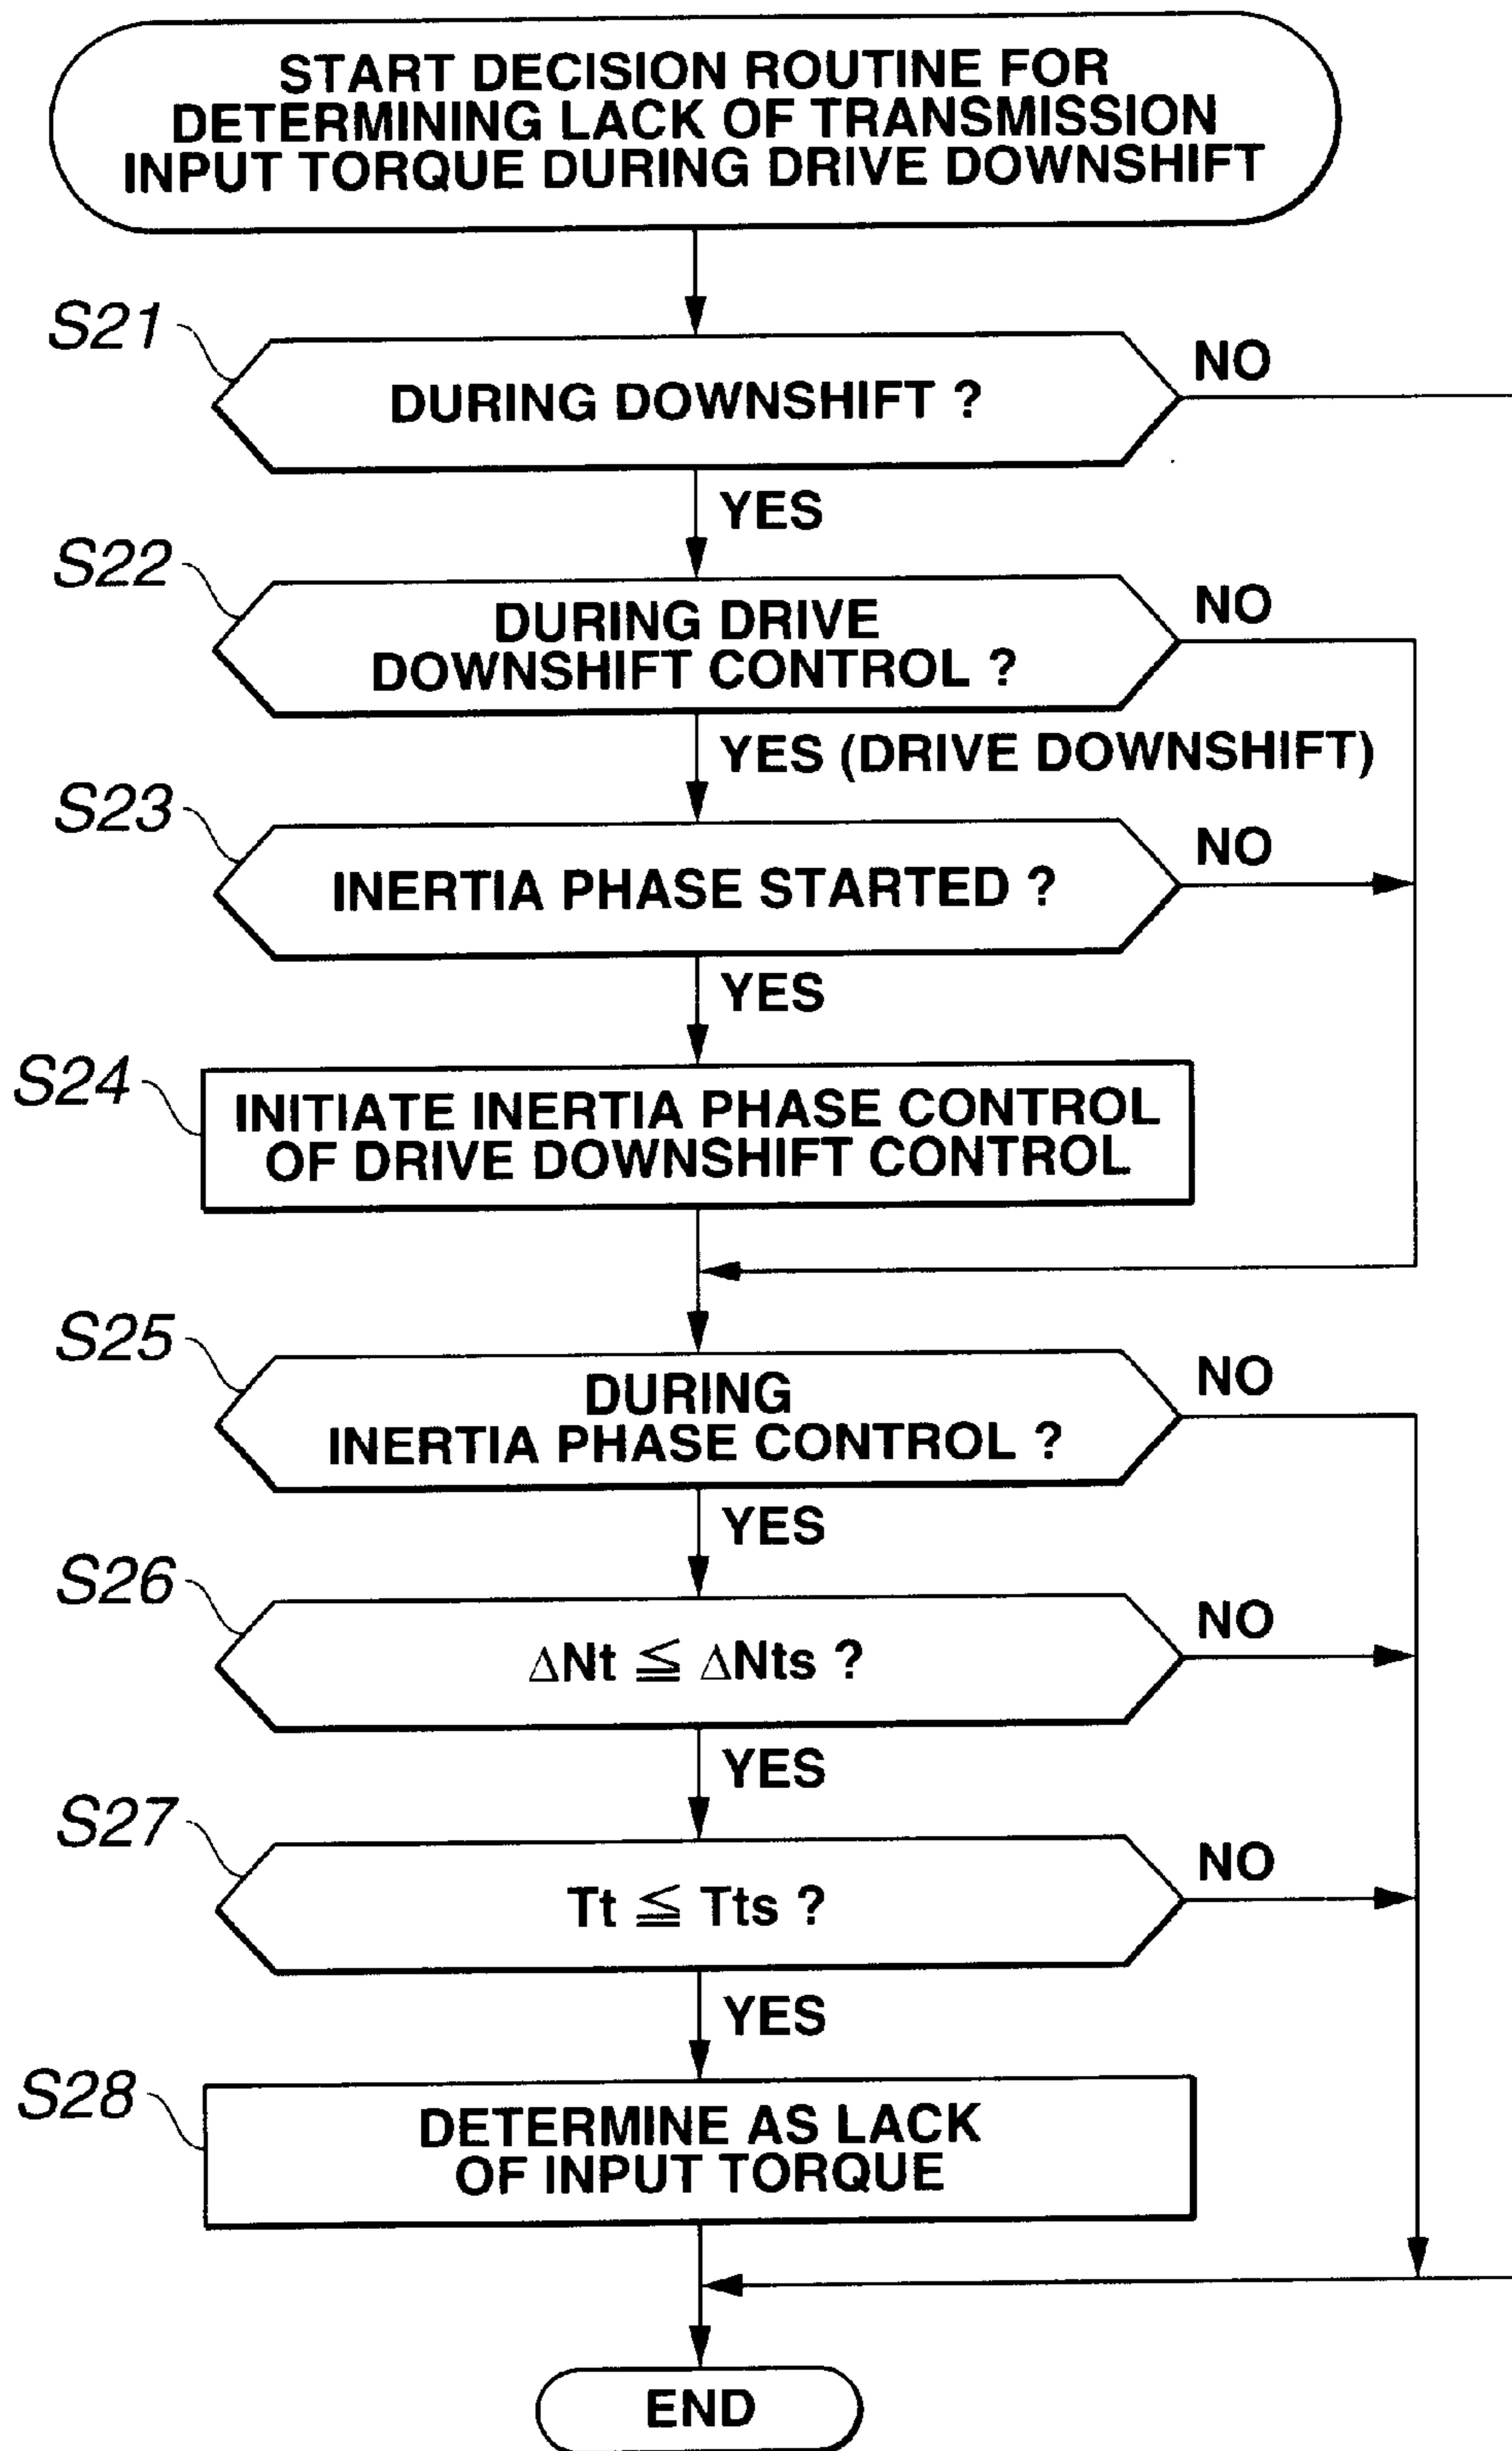 START DECISION ROUTINE FOR
DETERMINING LACK OF TRANSMISSION
INPUT TORQUE DURING DRIVE DOWNSHIFT
S21
DURING DOWNSHIFT ?
NO
YES
S22
DURING DRIVE
DOWNSHIFT CONTROL ?
NO
YES (DRIVE DOWNSHIFT)
S23
INERTIA PHASE STARTED ?
NO
YES
S24
INITIATE INERTIA PHASE CONTROL
OF DRIVE DOWNSHIFT CONTROL
S25
DURING
INERTIA PHASE CONTROL ?
NO
YES
S26
ΔNt ≦ ΔNts ?
NO
YES
S27
Tt ≦ Tts ?
NO
YES
S28
DETERMINE AS LACK
OF INPUT TORQUE
END